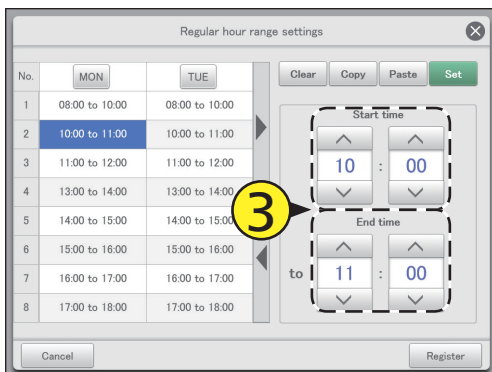 Regular hour range settings
No. MON TUE
Clear Copy Paste Set
1 08:00 to 10:00 08:00 to 10:00
2 10:00 to 11:00 10:00 to 11:00
3 11:00 to 12:00 11:00 to 12:00
4 13:00 to 14:00 13:00 to 14:00
5 14:00 to 15:00 14:00 to 15:00
6 15:00 to 16:00 15:00 to 16:00
7 16:00 to 17:00 16:00 to 17:00
8 17:00 to 18:00 17:00 to 18:00
Start time
10 : 00
3
End time
to 11 : 00
Cancel Register